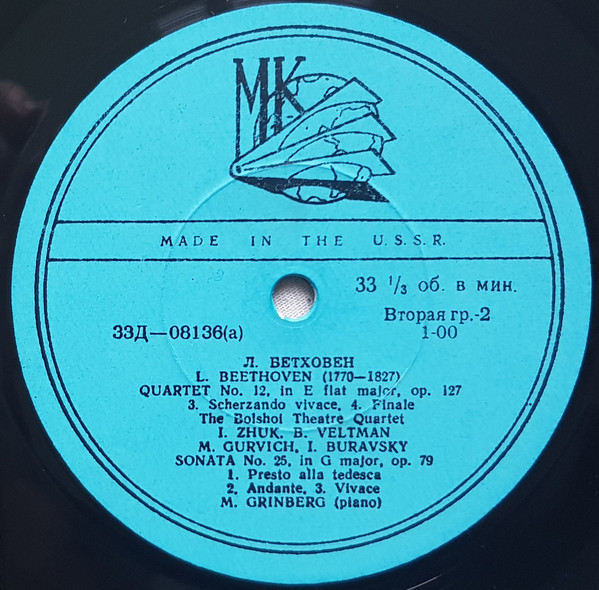 МК
MADE IN THE U.S.S.R.
33 1/3 об. в мин.
Вторая гр.-2
33Д—08136(а)
1-00
Л. БЕТХОВЕН
L. BEETHOVEN (1770—1827)
QUARTET No. 12, in E flat major, op. 127
3. Scherzando vivace, 4. Finale
The Bolshoi Theatre Quartet
I. ZHUK, B. VELTMAN
M. GURVICH, I. BURAVSKY
SONATA No. 25, in G major, op. 79
1. Presto alla tedesca
2. Andante, 3. Vivace
M. GRINBERG (piano)